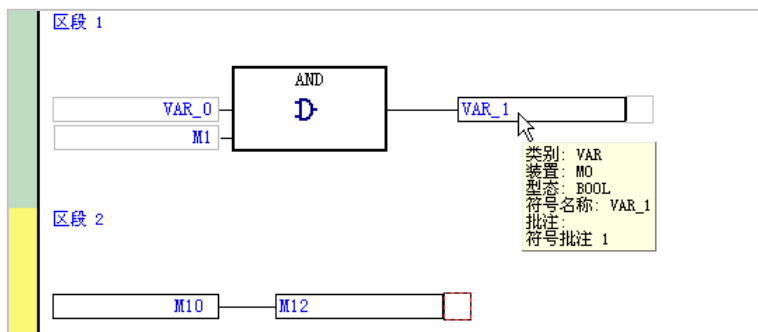 区段 1
AND
VAR_0
VAR_1
M1
类别: VAR
装置: M0
型态: BOOL
符号名称: VAR_1
批注:
符号批注 1
区段 2
M10
M12